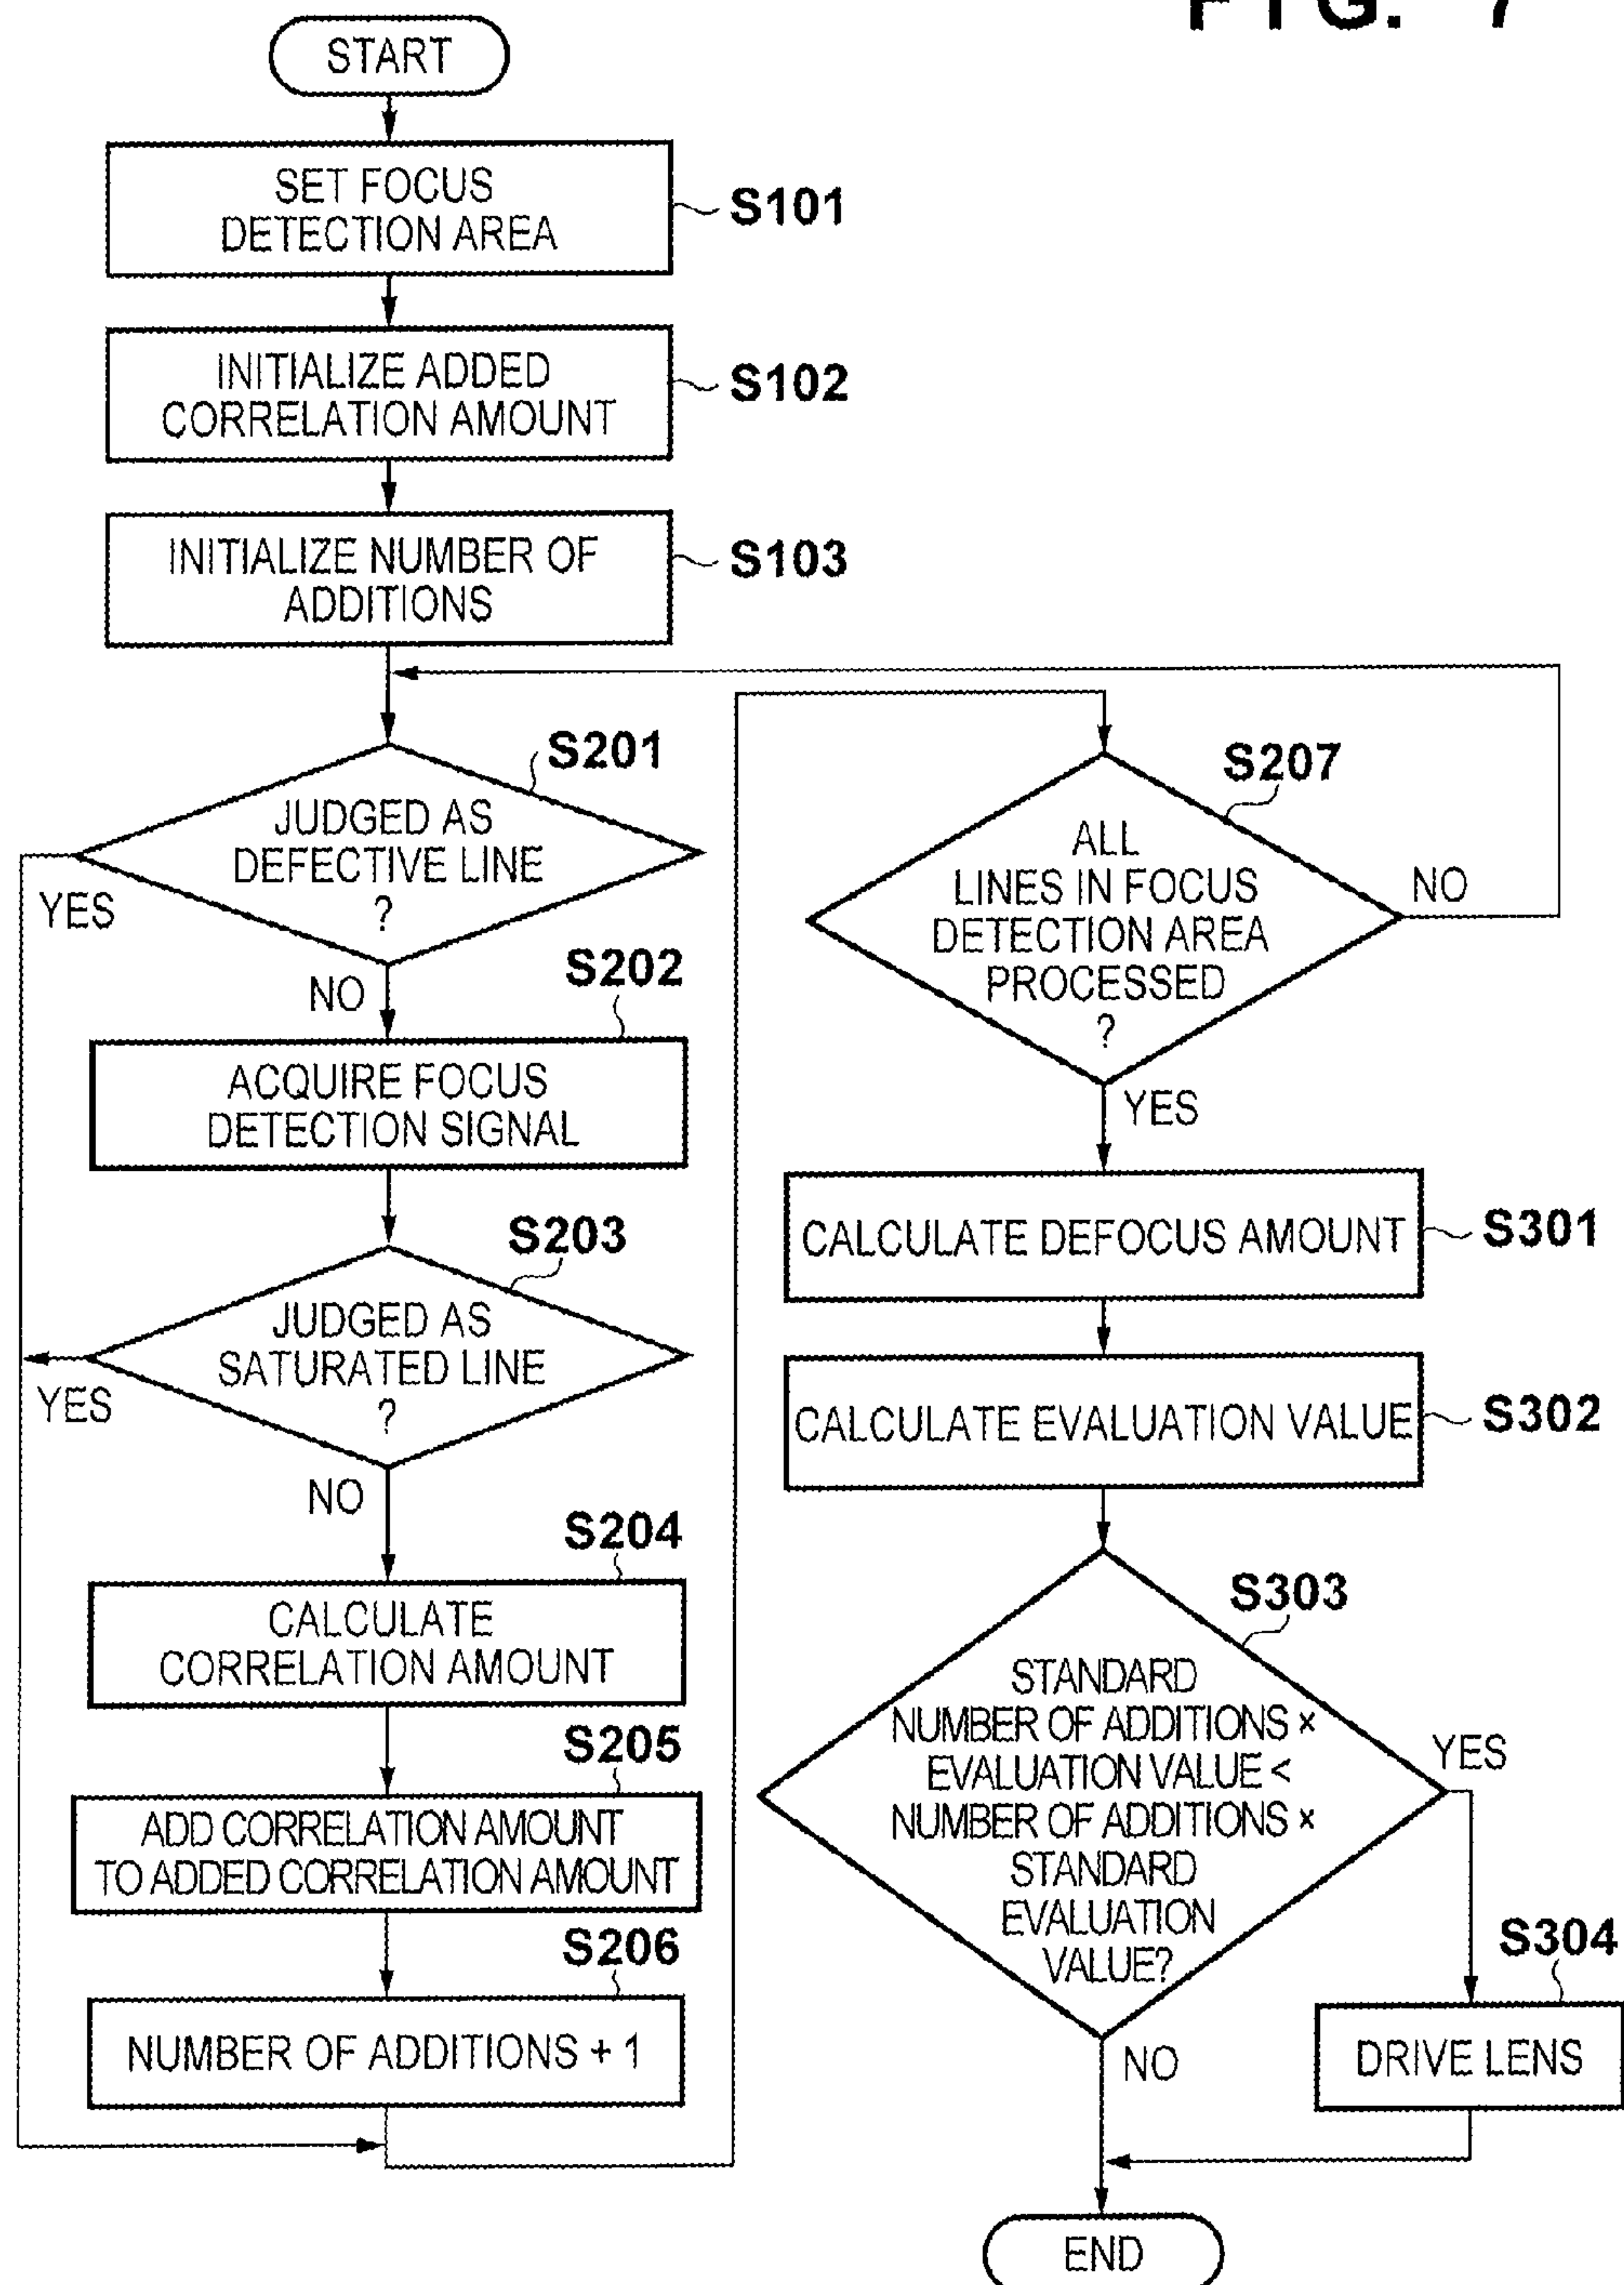 FIG. 7
START
SET FOCUS
DETECTION AREA
S101
INITIALIZE ADDED
CORRELATION AMOUNT
S102
INITIALIZE NUMBER OF
ADDITIONS
S103
S201
JUDGED AS
DEFECTIVE LINE
?
YES
NO
S202
ACQUIRE FOCUS
DETECTION SIGNAL
S203
JUDGED AS
SATURATED LINE
?
YES
NO
S204
CALCULATE
CORRELATION AMOUNT
S205
ADD CORRELATION AMOUNT
TO ADDED CORRELATION AMOUNT
S206
NUMBER OF ADDITIONS + 1
S207
ALL
LINES IN FOCUS
DETECTION AREA
PROCESSED
?
NO
YES
CALCULATE DEFOCUS AMOUNT
S301
CALCULATE EVALUATION VALUE
S302
S303
STANDARD
NUMBER OF ADDITIONS ×
EVALUATION VALUE <
NUMBER OF ADDITIONS ×
STANDARD
EVALUATION
VALUE?
YES
NO
S304
DRIVE LENS
END